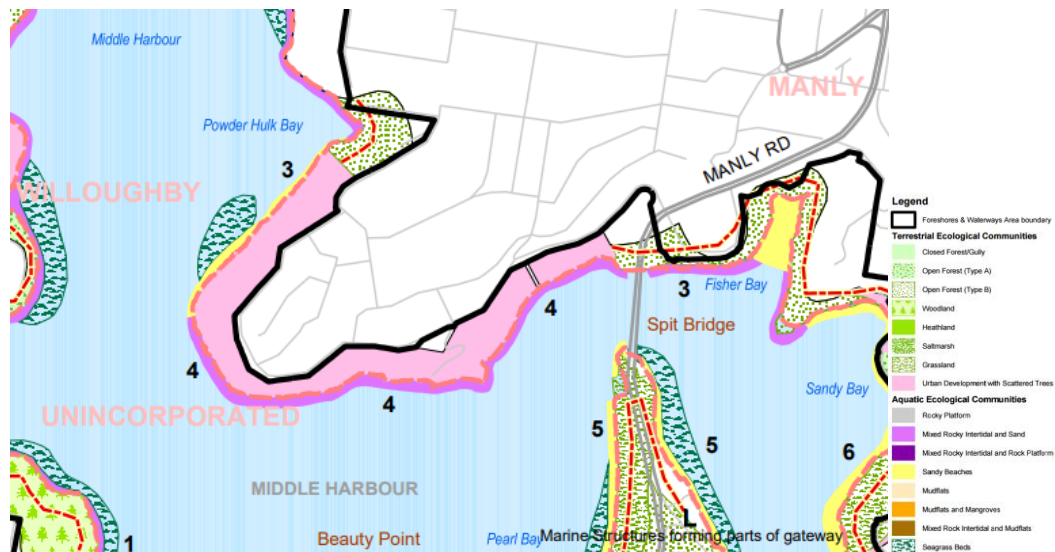 Middle Harbour
MANLY
Powder Hulk Bay
MANLY RD
3
WILLOUGHBY
Fisher Bay
3
4
Spit Bridge
4
4
Sandy Bay
UNINCORPORATED
5
5
6
MIDDLE HARBOUR
L
Beauty Point
Pearl Bay
Marine Structures forming parts of gateway
1
Legend
Foreshores & Waterways Area boundary
Terrestrial Ecological Communities
Closed Forest/Gully
Open Forest (Type A)
Open Forest (Type B)
Woodland
Heathland
Saltmarsh
Grassland
Urban Development with Scattered Trees
Aquatic Ecological Communities
Rocky Platform
Mixed Rocky Intertidal and Sand
Mixed Rocky Intertidal and Rock Platform
Sandy Beaches
Mudflats
Mudflats and Mangroves
Mixed Rock Intertidal and Mudflats
Seagrass Beds